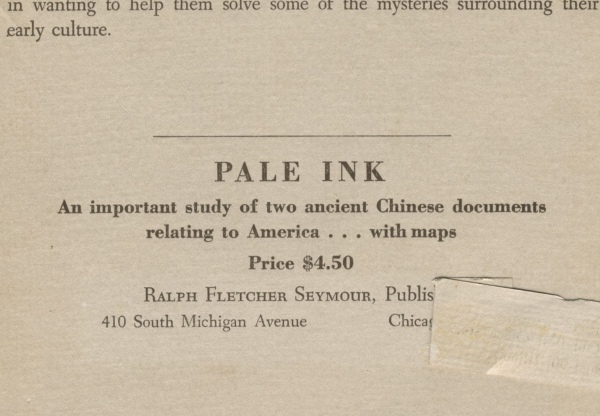 in wanting to help them solve some of the mysteries surrounding their
early culture.
PALE INK
An important study of two ancient Chinese documents
relating to America . . . with maps
Price $4.50
RALPH FLETCHER SEYMOUR, Publis
410 South Michigan Avenue Chicag